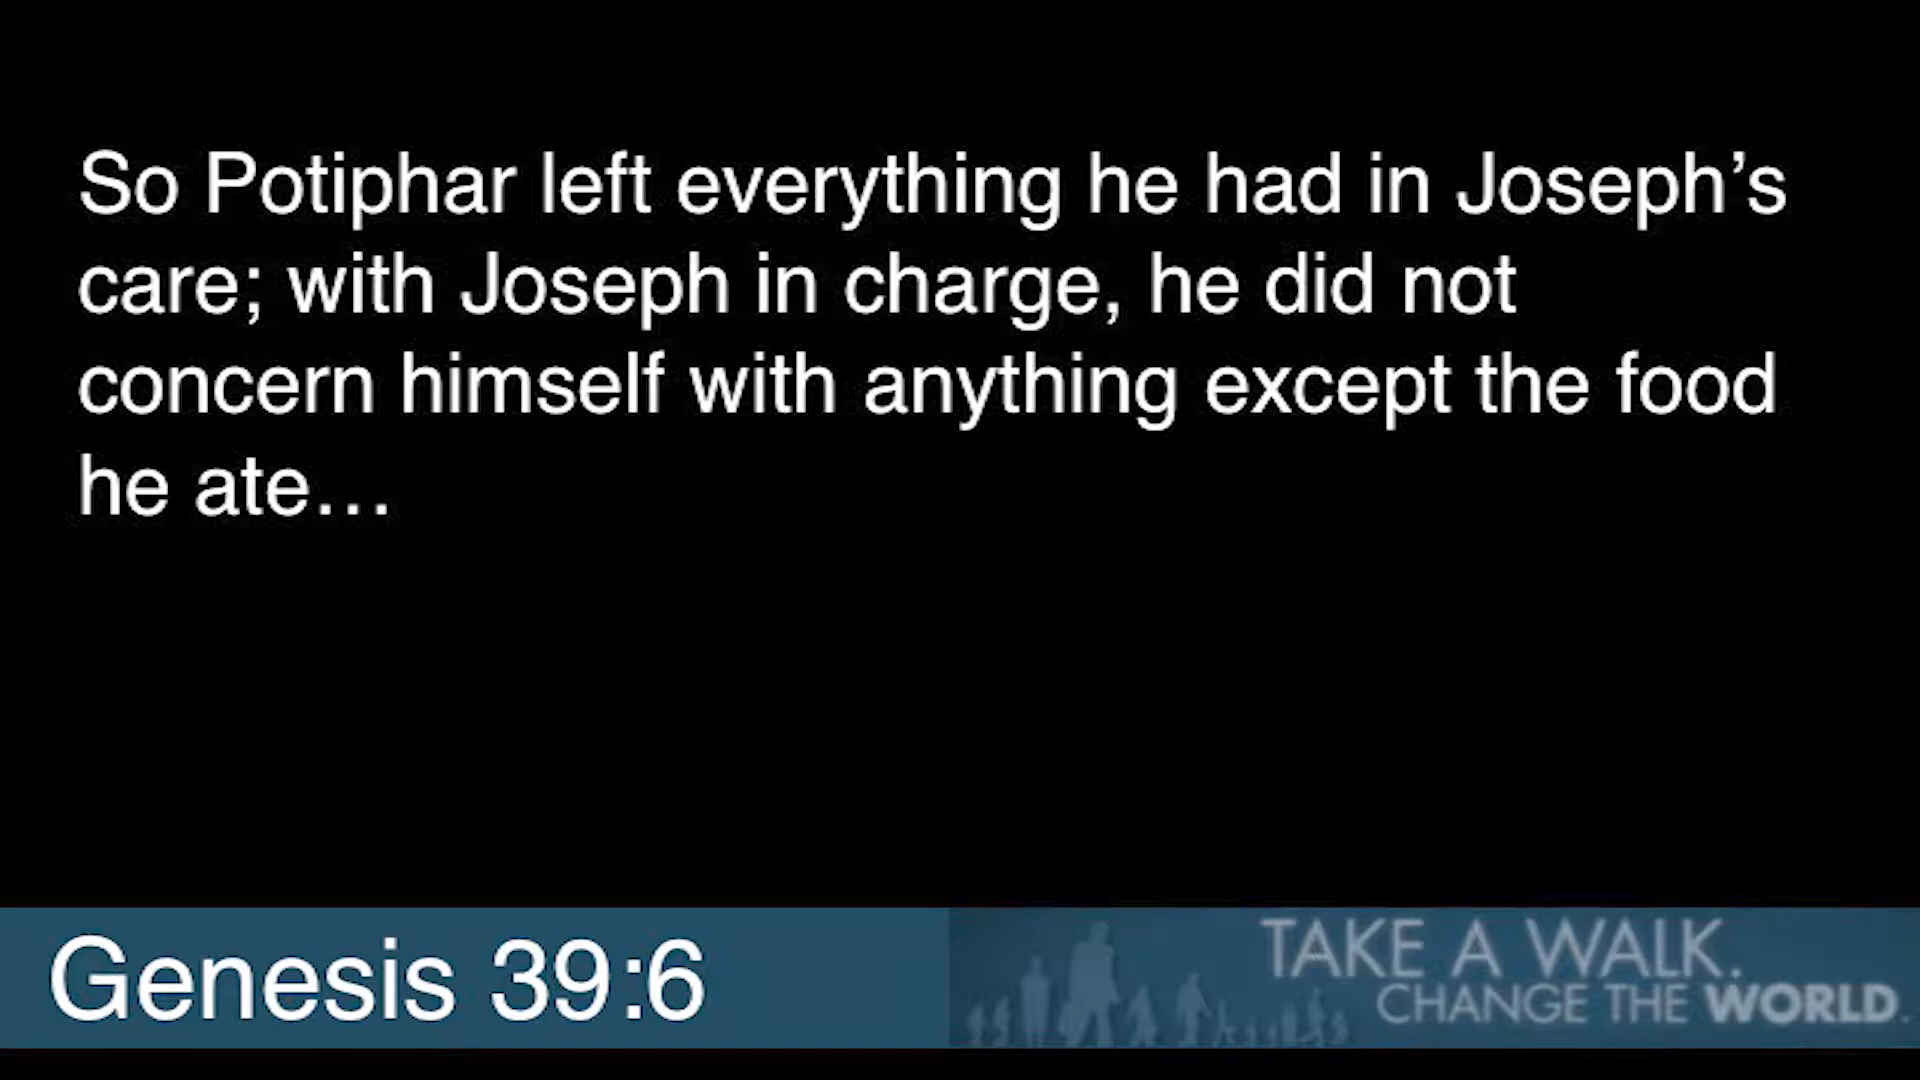 So Potiphar left everything he had in Joseph’s
care; with Joseph in charge, he did not
concern himself with anything except the food
he ate…
Genesis 39:6
TAKE A WALK.
CHANGE THE WORLD.